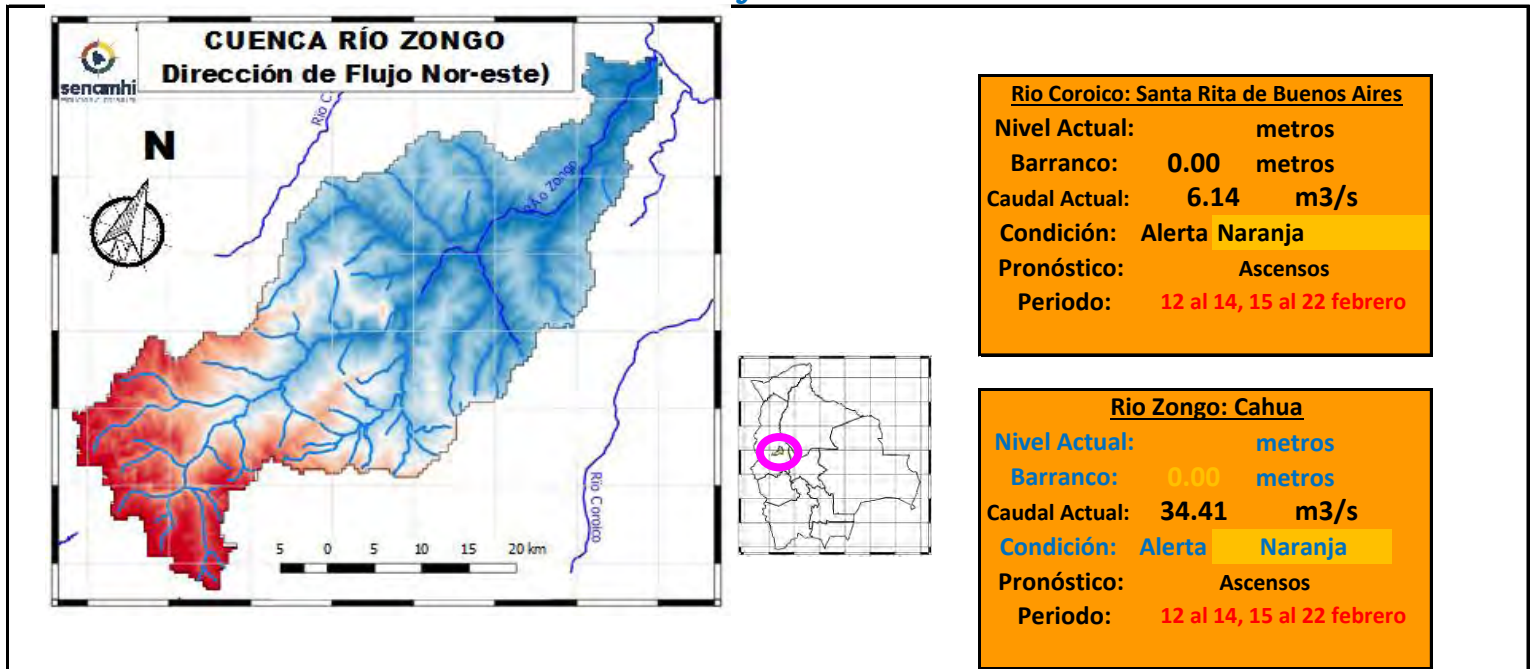 CUENCA RÍO ZONGO
Dirección de Flujo Nor-este)
senamhi
N
Río Zongo
Río Coroico
5 0 5 10 15 20 km
Rio Coroico: Santa Rita de Buenos Aires
Nivel Actual: metros
Barranco: 0.00 metros
Caudal Actual: 6.14 m3/s
Condición: Alerta Naranja
Pronóstico: Ascensos
Periodo: 12 al 14, 15 al 22 febrero
Rio Zongo: Cahua
Nivel Actual: metros
Barranco: 0.00 metros
Caudal Actual: 34.41 m3/s
Condición: Alerta Naranja
Pronóstico: Ascensos
Periodo: 12 al 14, 15 al 22 febrero